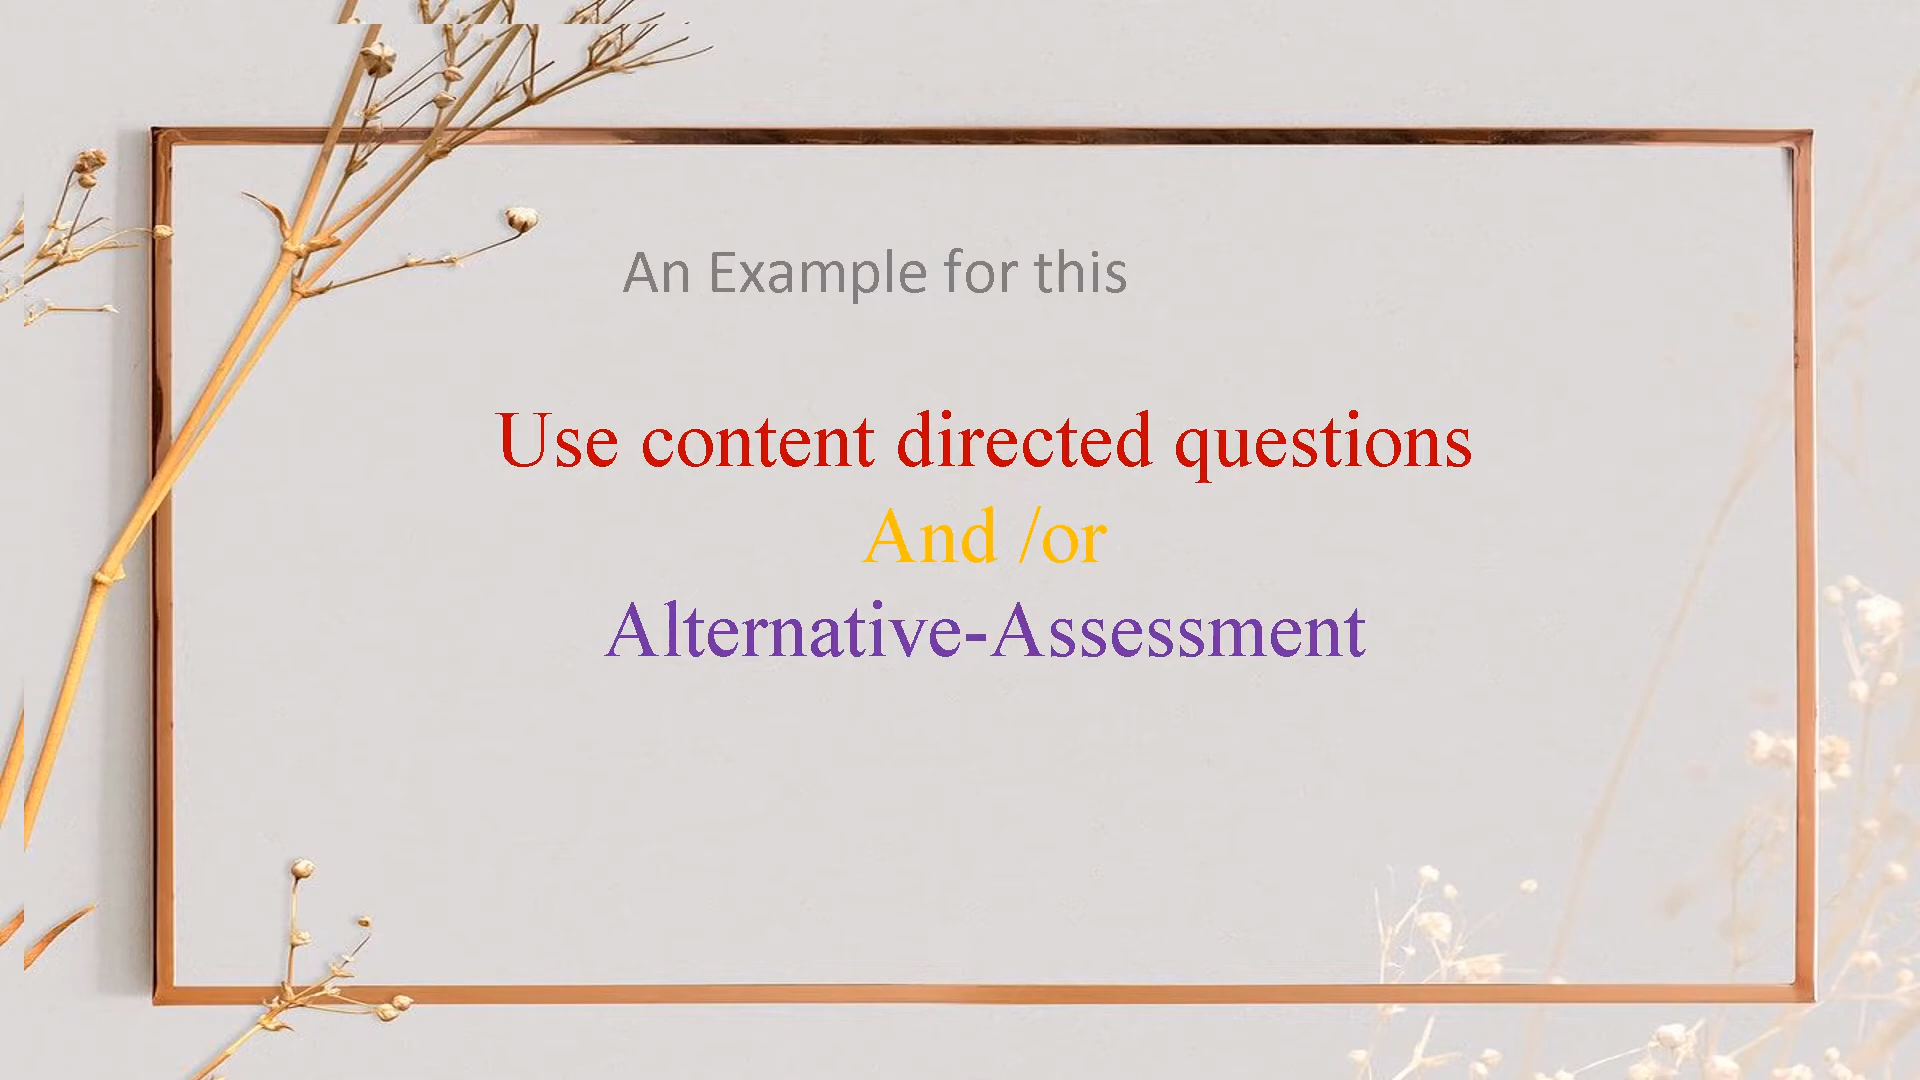 An Example for this
Use content directed questions
And /or
Alternative-Assessment